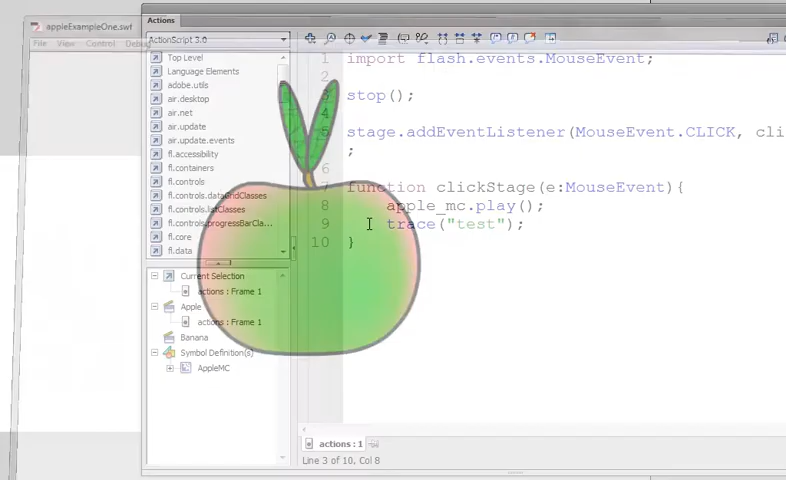 Actions
appleExampleOne.swf
File View Control Debug
ActionScript 3.0
Top Level
Language Elements
adobe.utils
air.desktop
air.net
air.update
air.update.events
fl.accessibility
fl.containers
fl.controls
fl.controls.dataGridClasses
fl.controls.listClasses
fl.controls.progressBarCla...
fl.core
fl.data
Current Selection
actions : Frame 1
Apple
actions : Frame 1
Banana
Symbol Definition(s)
AppleMC
1 import flash.events.MouseEvent;
2
3 stop();
4
5 stage.addEventListener(MouseEvent.CLICK, cli
;
6
7 function clickStage(e:MouseEvent){
8 apple_mc.play();
9 trace("test");
10 }
actions : 1
Line 3 of 10, Col 8